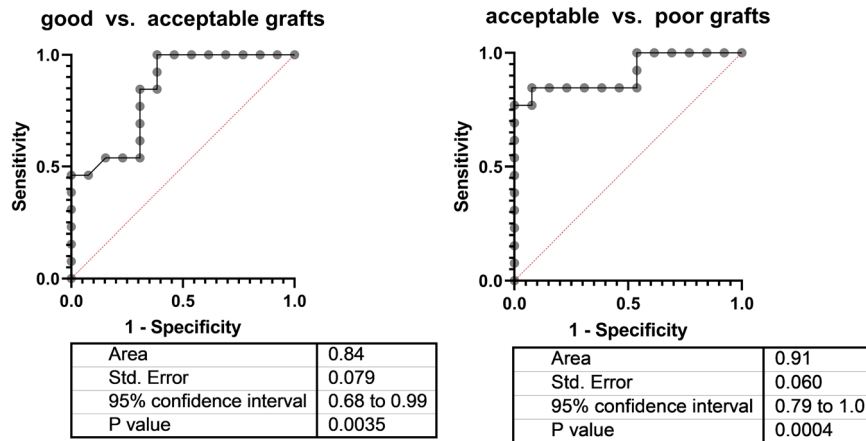 good vs. acceptable grafts
1.0
0.5
0.0
Sensitivity
0.0 0.5 1.0
1 - Specificity
Area 0.84
Std. Error 0.079
95% confidence interval 0.68 to 0.99
P value 0.0035
acceptable vs. poor grafts
1.0
0.5
0.0
Sensitivity
0.0 0.5 1.0
1 - Specificity
Area 0.91
Std. Error 0.060
95% confidence interval 0.79 to 1.0
P value 0.0004